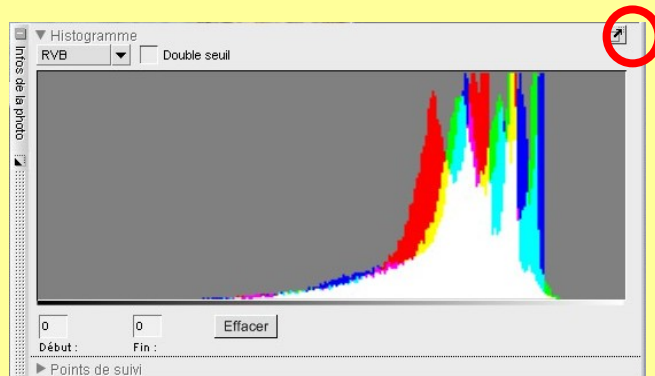 Histogramme
RVB Double seuil
Infos de la photo
0 0 Effacer
Début : Fin :
Points de suivi